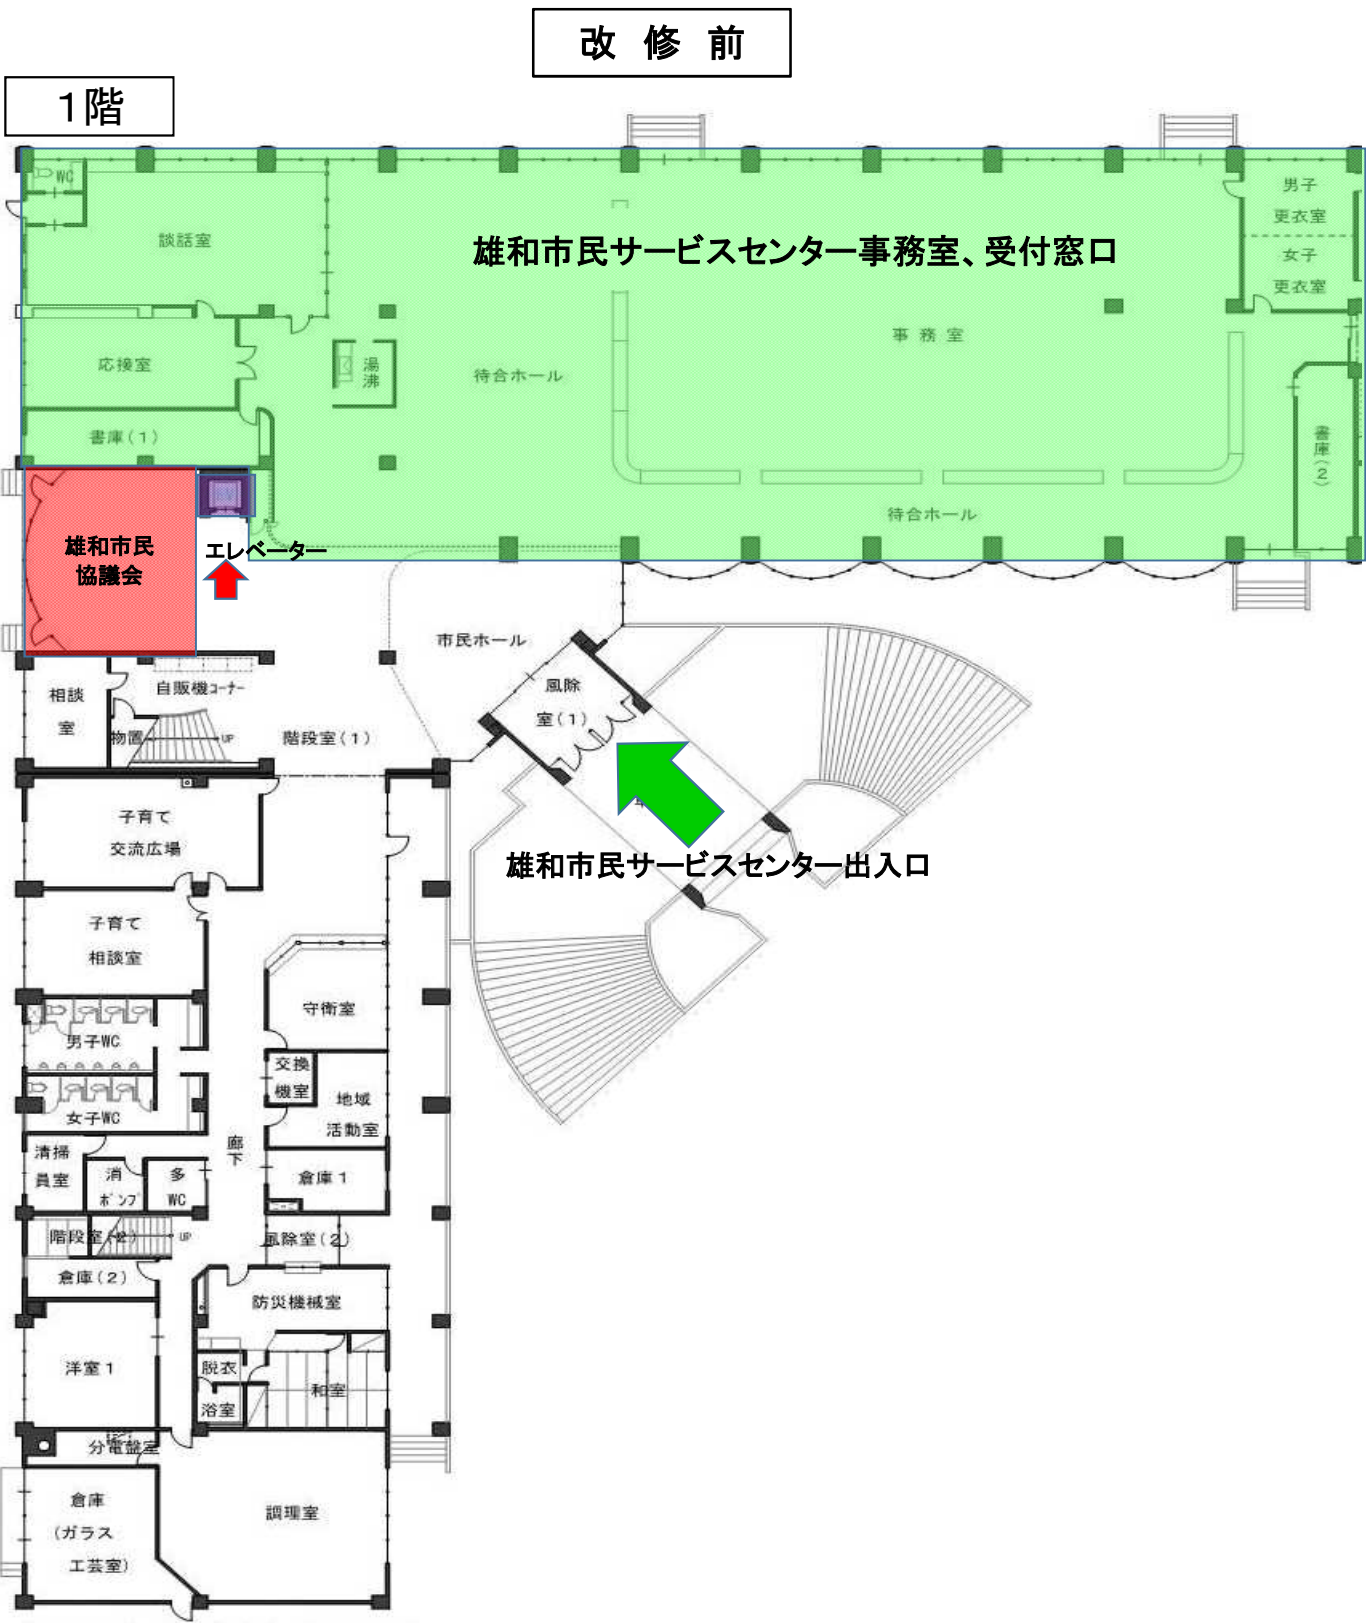 改 修 前
1階
WC
談話室
男子
更衣室
女子
更衣室
雄和市民サービスセンター事務室、受付窓口
事 務 室
応接室
湯沸
待合ホール
書庫(1)
書庫(2)
EV
待合ホール
雄和市民
協議会
エレベーター
市民ホール
相談
室
自販機コーナー
物置
UP
階段室(1)
風除
室(1)
子育て
交流広場
雄和市民サービスセンター出入口
子育て
相談室
守衛室
男子WC
交換
機室
地域
活動室
女子WC
廊下
清掃
員室
消
ポンプ
多
WC
倉庫1
階段室(2)
UP
風除室(2)
倉庫(2)
防災機械室
洋室1
脱衣
和室
浴室
分電盤室
倉庫
(ガラス
工芸室)
調理室